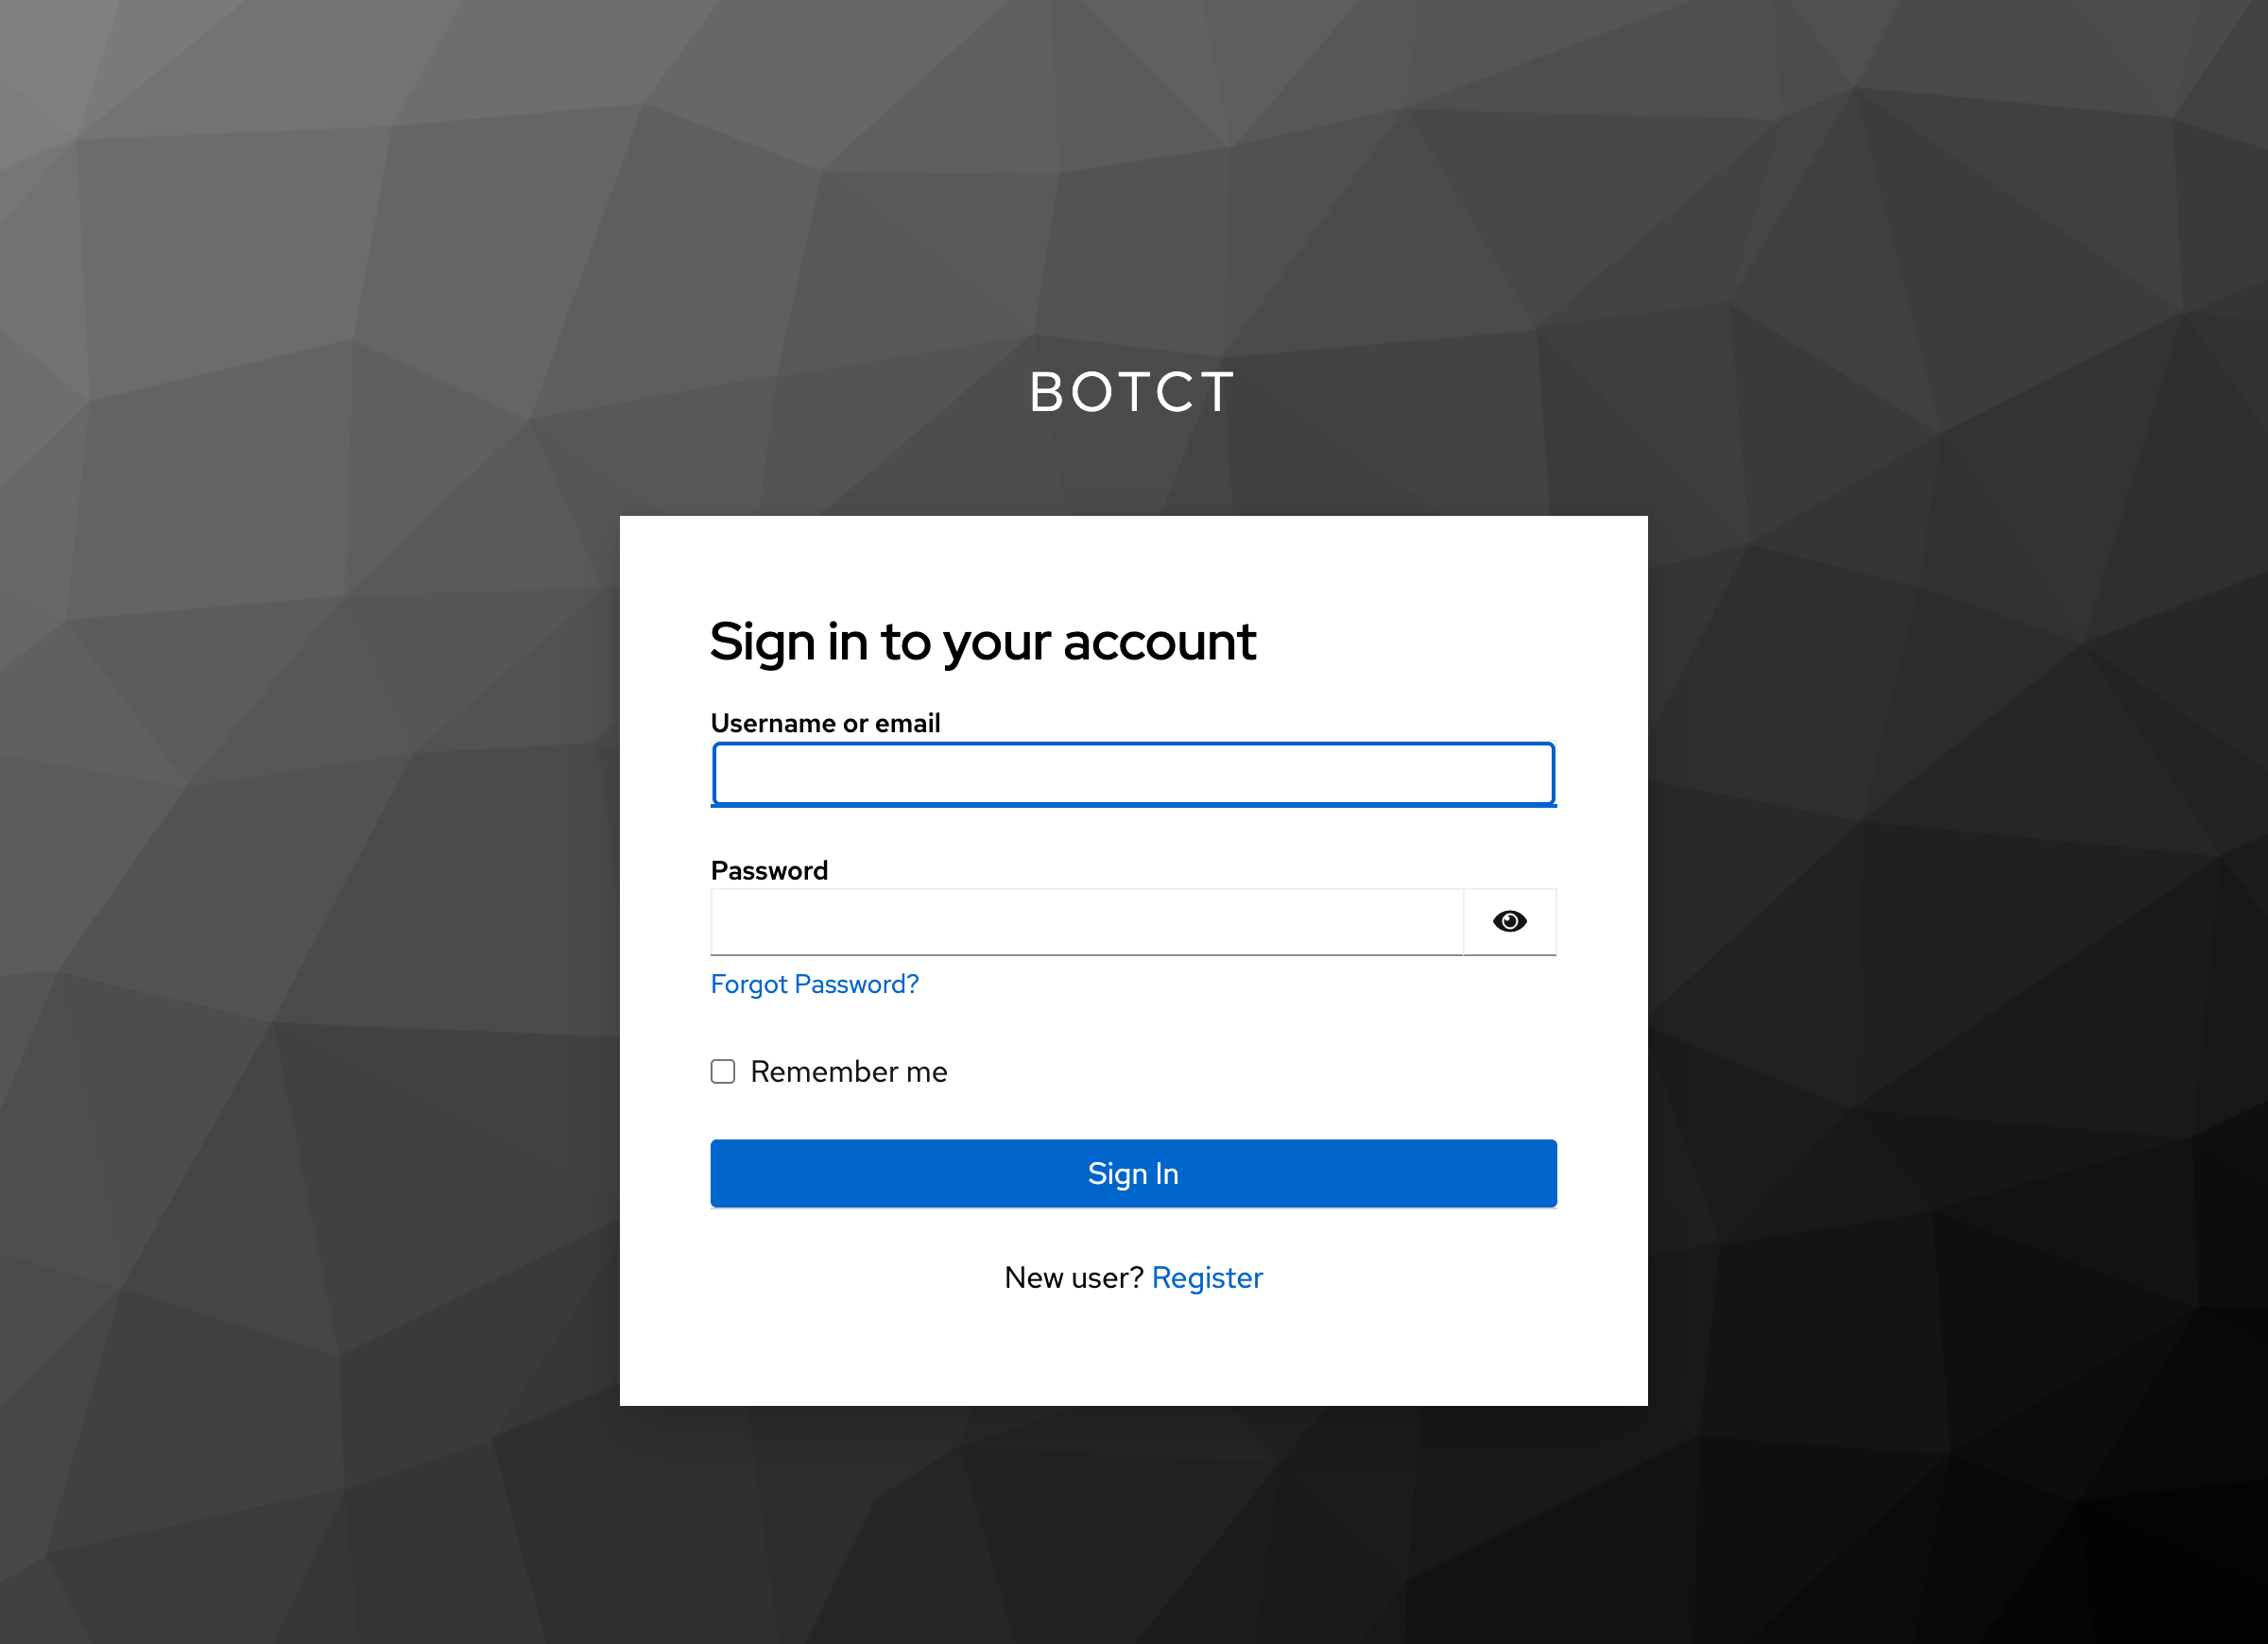 BOTCT
Sign in to your account
Username or email
Password
Forgot Password?
Remember me
Sign In
New user? Register